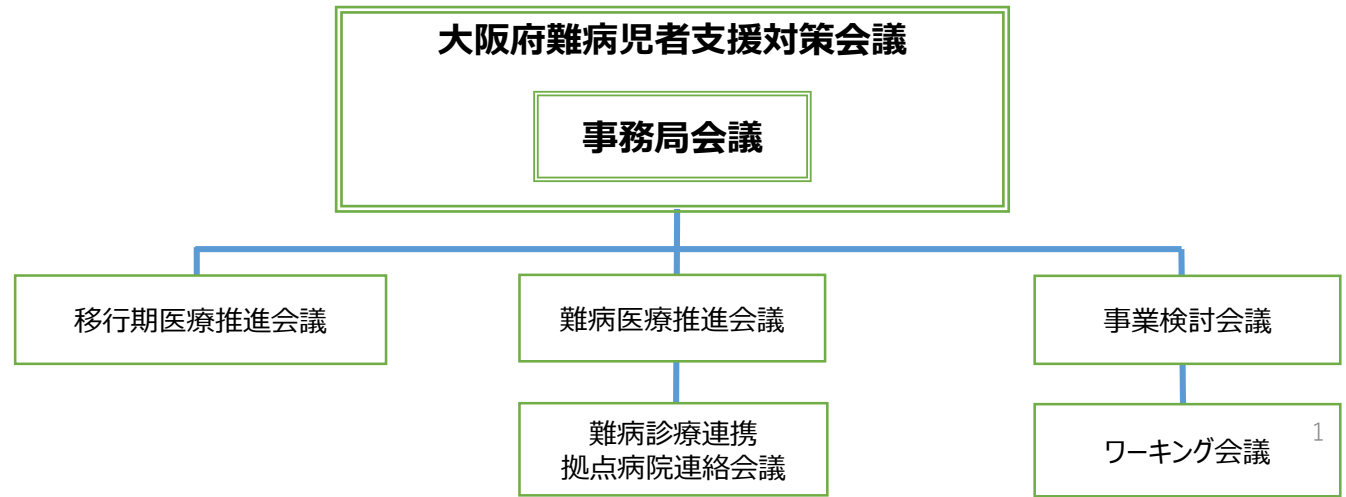 大阪府難病児者支援対策会議
事務局会議
移行期医療推進会議
難病医療推進会議
事業検討会議
難病診療連携
拠点病院連絡会議
ワーキング会議
1